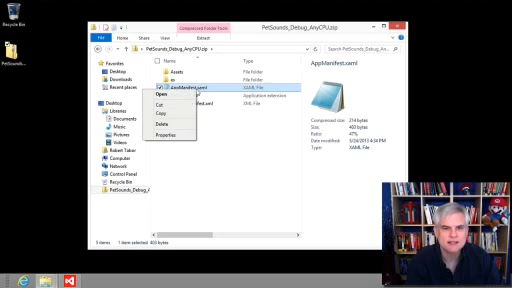 Recycle Bin
PetSounds...
Compressed Folder Tools
PetSounds_Debug_AnyCPU.zip
File
Home
Share
View
Extract
PetSounds_Debug_AnyCPU.zip
Search PetSounds_Debug_AnyC...
Favorites
Desktop
Downloads
Recent places
Desktop
Libraries
Documents
Music
Pictures
Videos
Robert Tabor
Computer
Network
Control Panel
Recycle Bin
PetSounds_Debug_A
Name
Type
Assets
File folder
es
File folder
AppManifest.xaml
XAML File
Application extension
XML File
Open
Cut
Copy
Delete
Properties
AppManifest.xaml
Compressed size: 214 bytes
Size: 400 bytes
Ratio: 47%
Date modified: 5/24/2013 4:34 PM
Type: XAML File
5 items
1 item selected 400 bytes